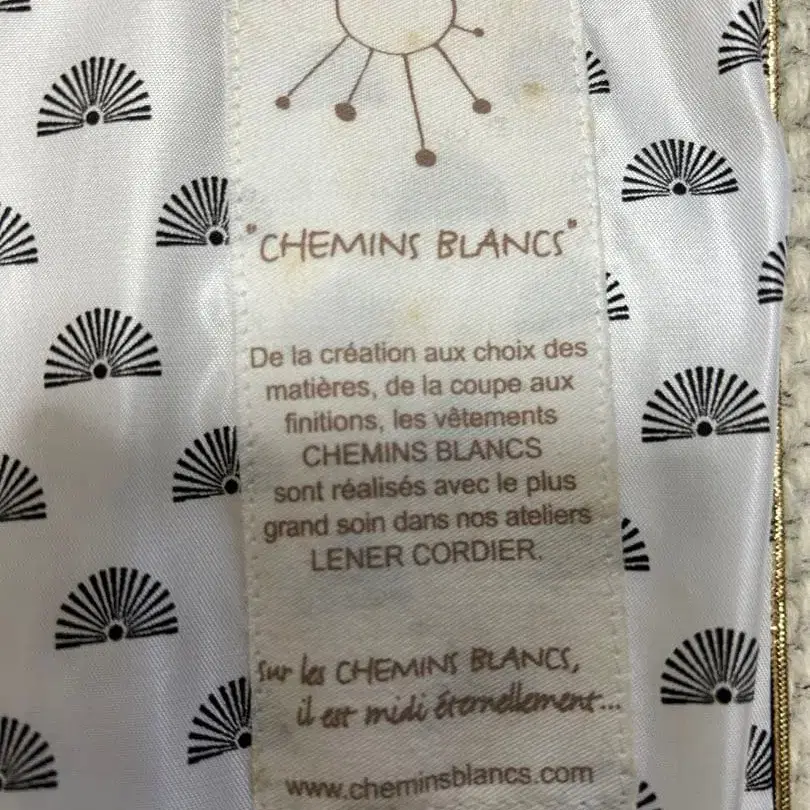 "CHEMINS BLANCS"
De la création aux choix des
matières, de la coupe aux
finitions, les vêtements
CHEMINS BLANCS
sont réalisés avec le plus
grand soin dans nos ateliers
LENER CORDIER.
Sur les CHEMINS BLANCS,
il est midi éternellement...
www.cheminsblancs.com